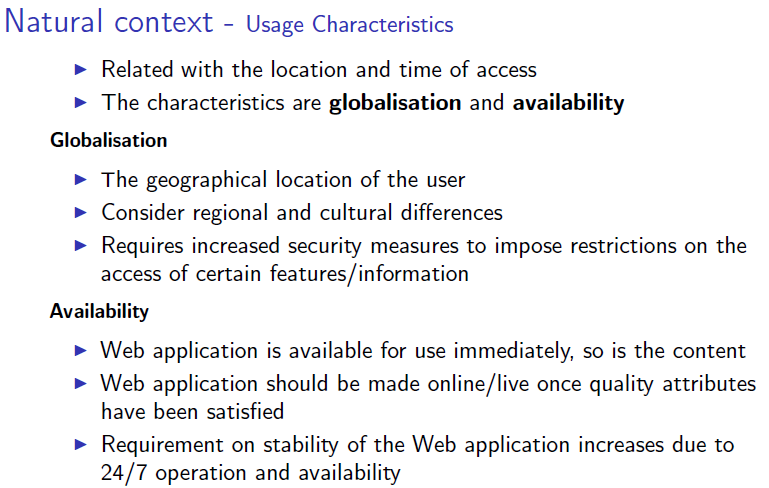 Natural context - Usage Characteristics
▶ Related with the location and time of access
▶ The characteristics are globalisation and availability
Globalisation
▶ The geographical location of the user
▶ Consider regional and cultural differences
▶ Requires increased security measures to impose restrictions on the
access of certain features/information
Availability
▶ Web application is available for use immediately, so is the content
▶ Web application should be made online/live once quality attributes
have been satisfied
▶ Requirement on stability of the Web application increases due to
24/7 operation and availability